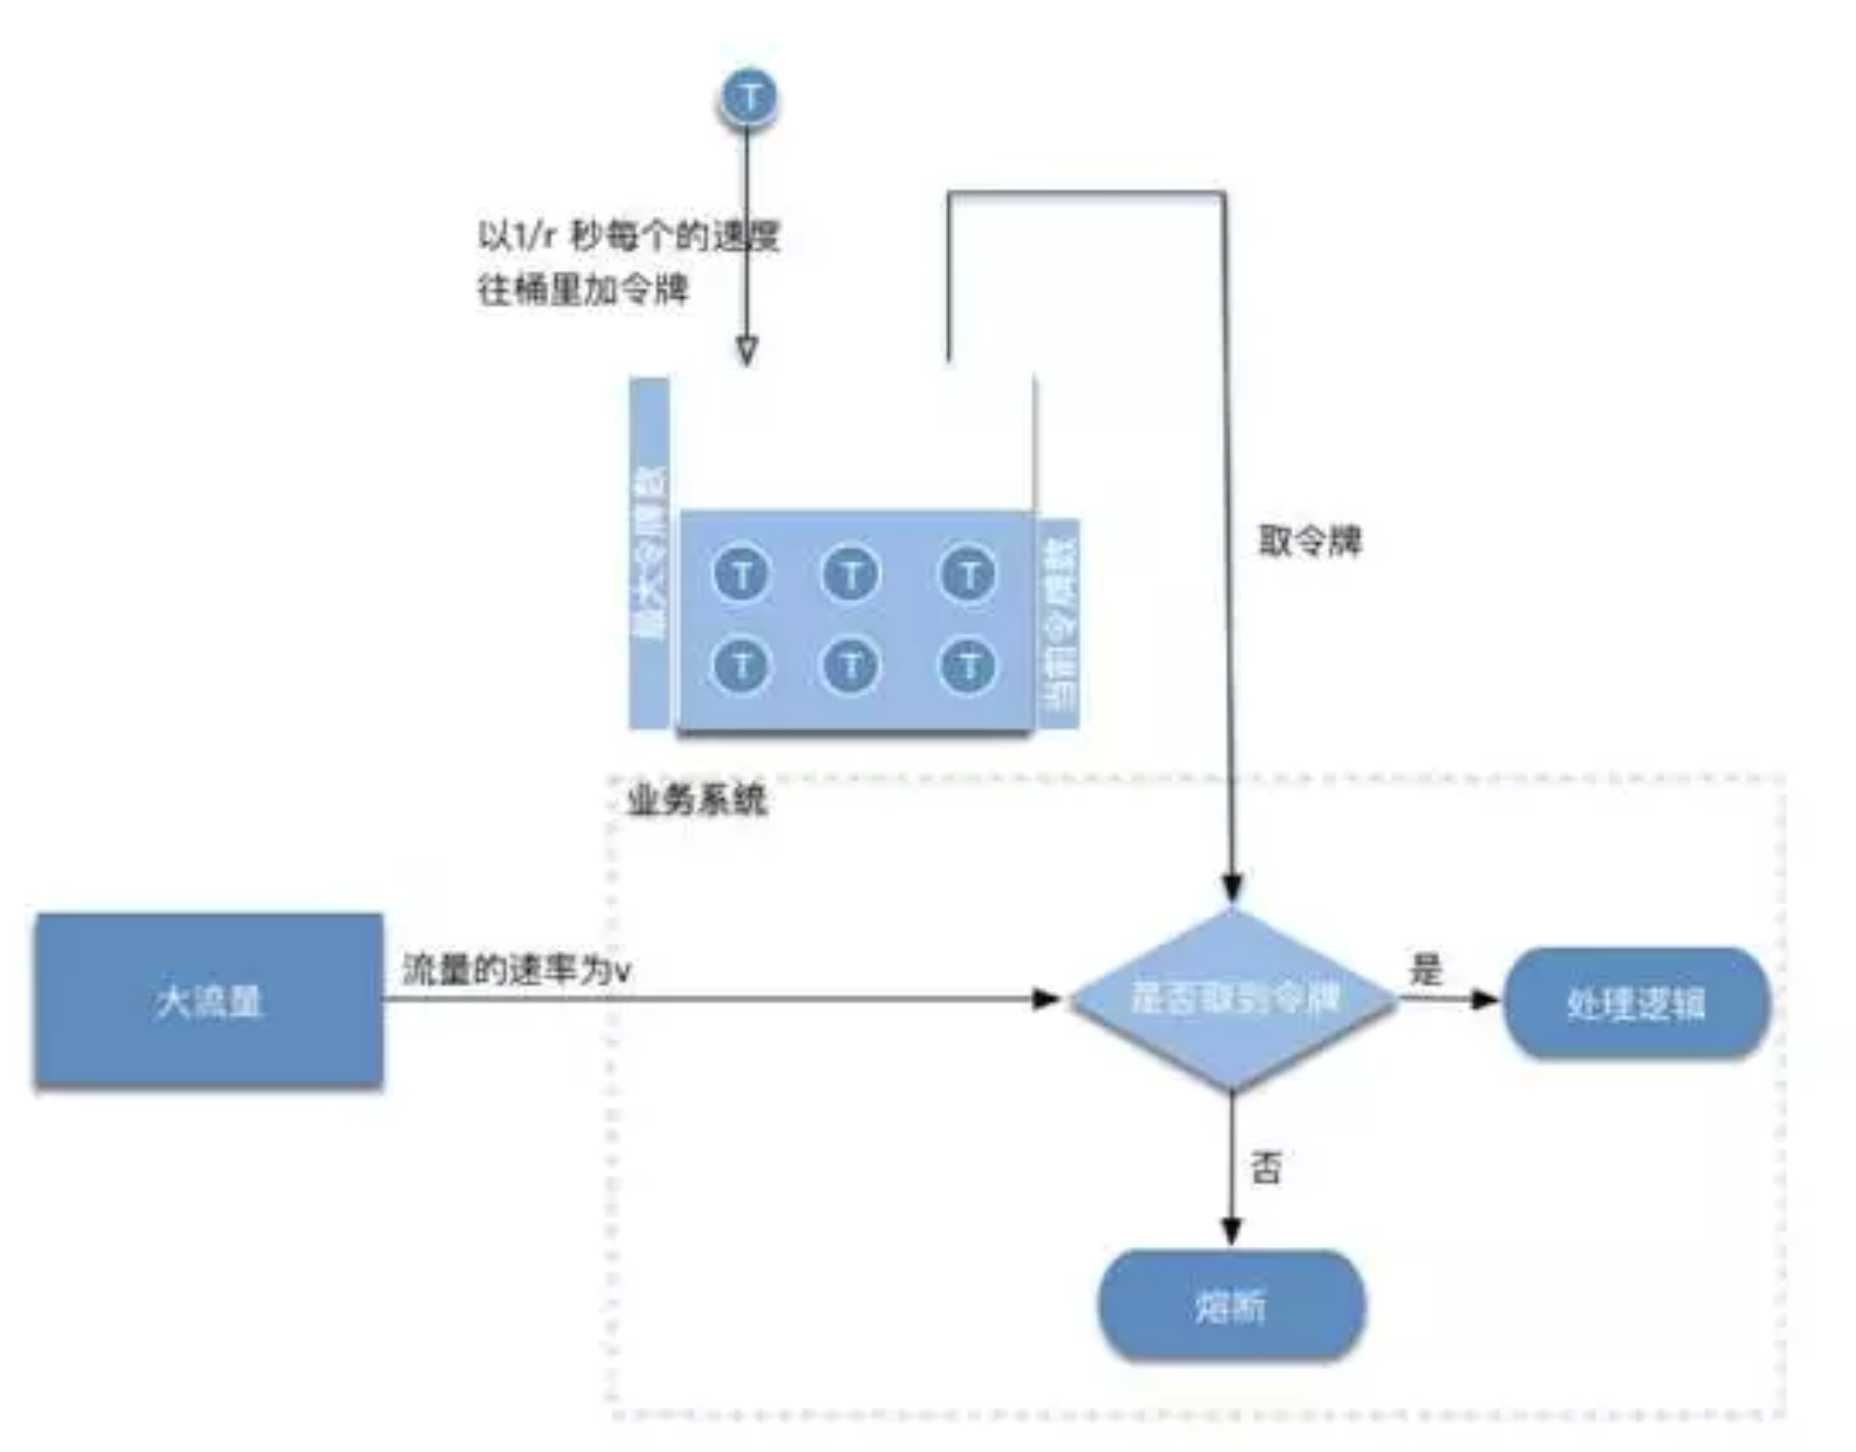 T
以1/r 秒每个的速度
往桶里加令牌
最大令牌数
T T T
T T T
当前令牌数
取令牌
业务系统
大流量
流量的速率为v
是否取到令牌
是
处理逻辑
否
熔断